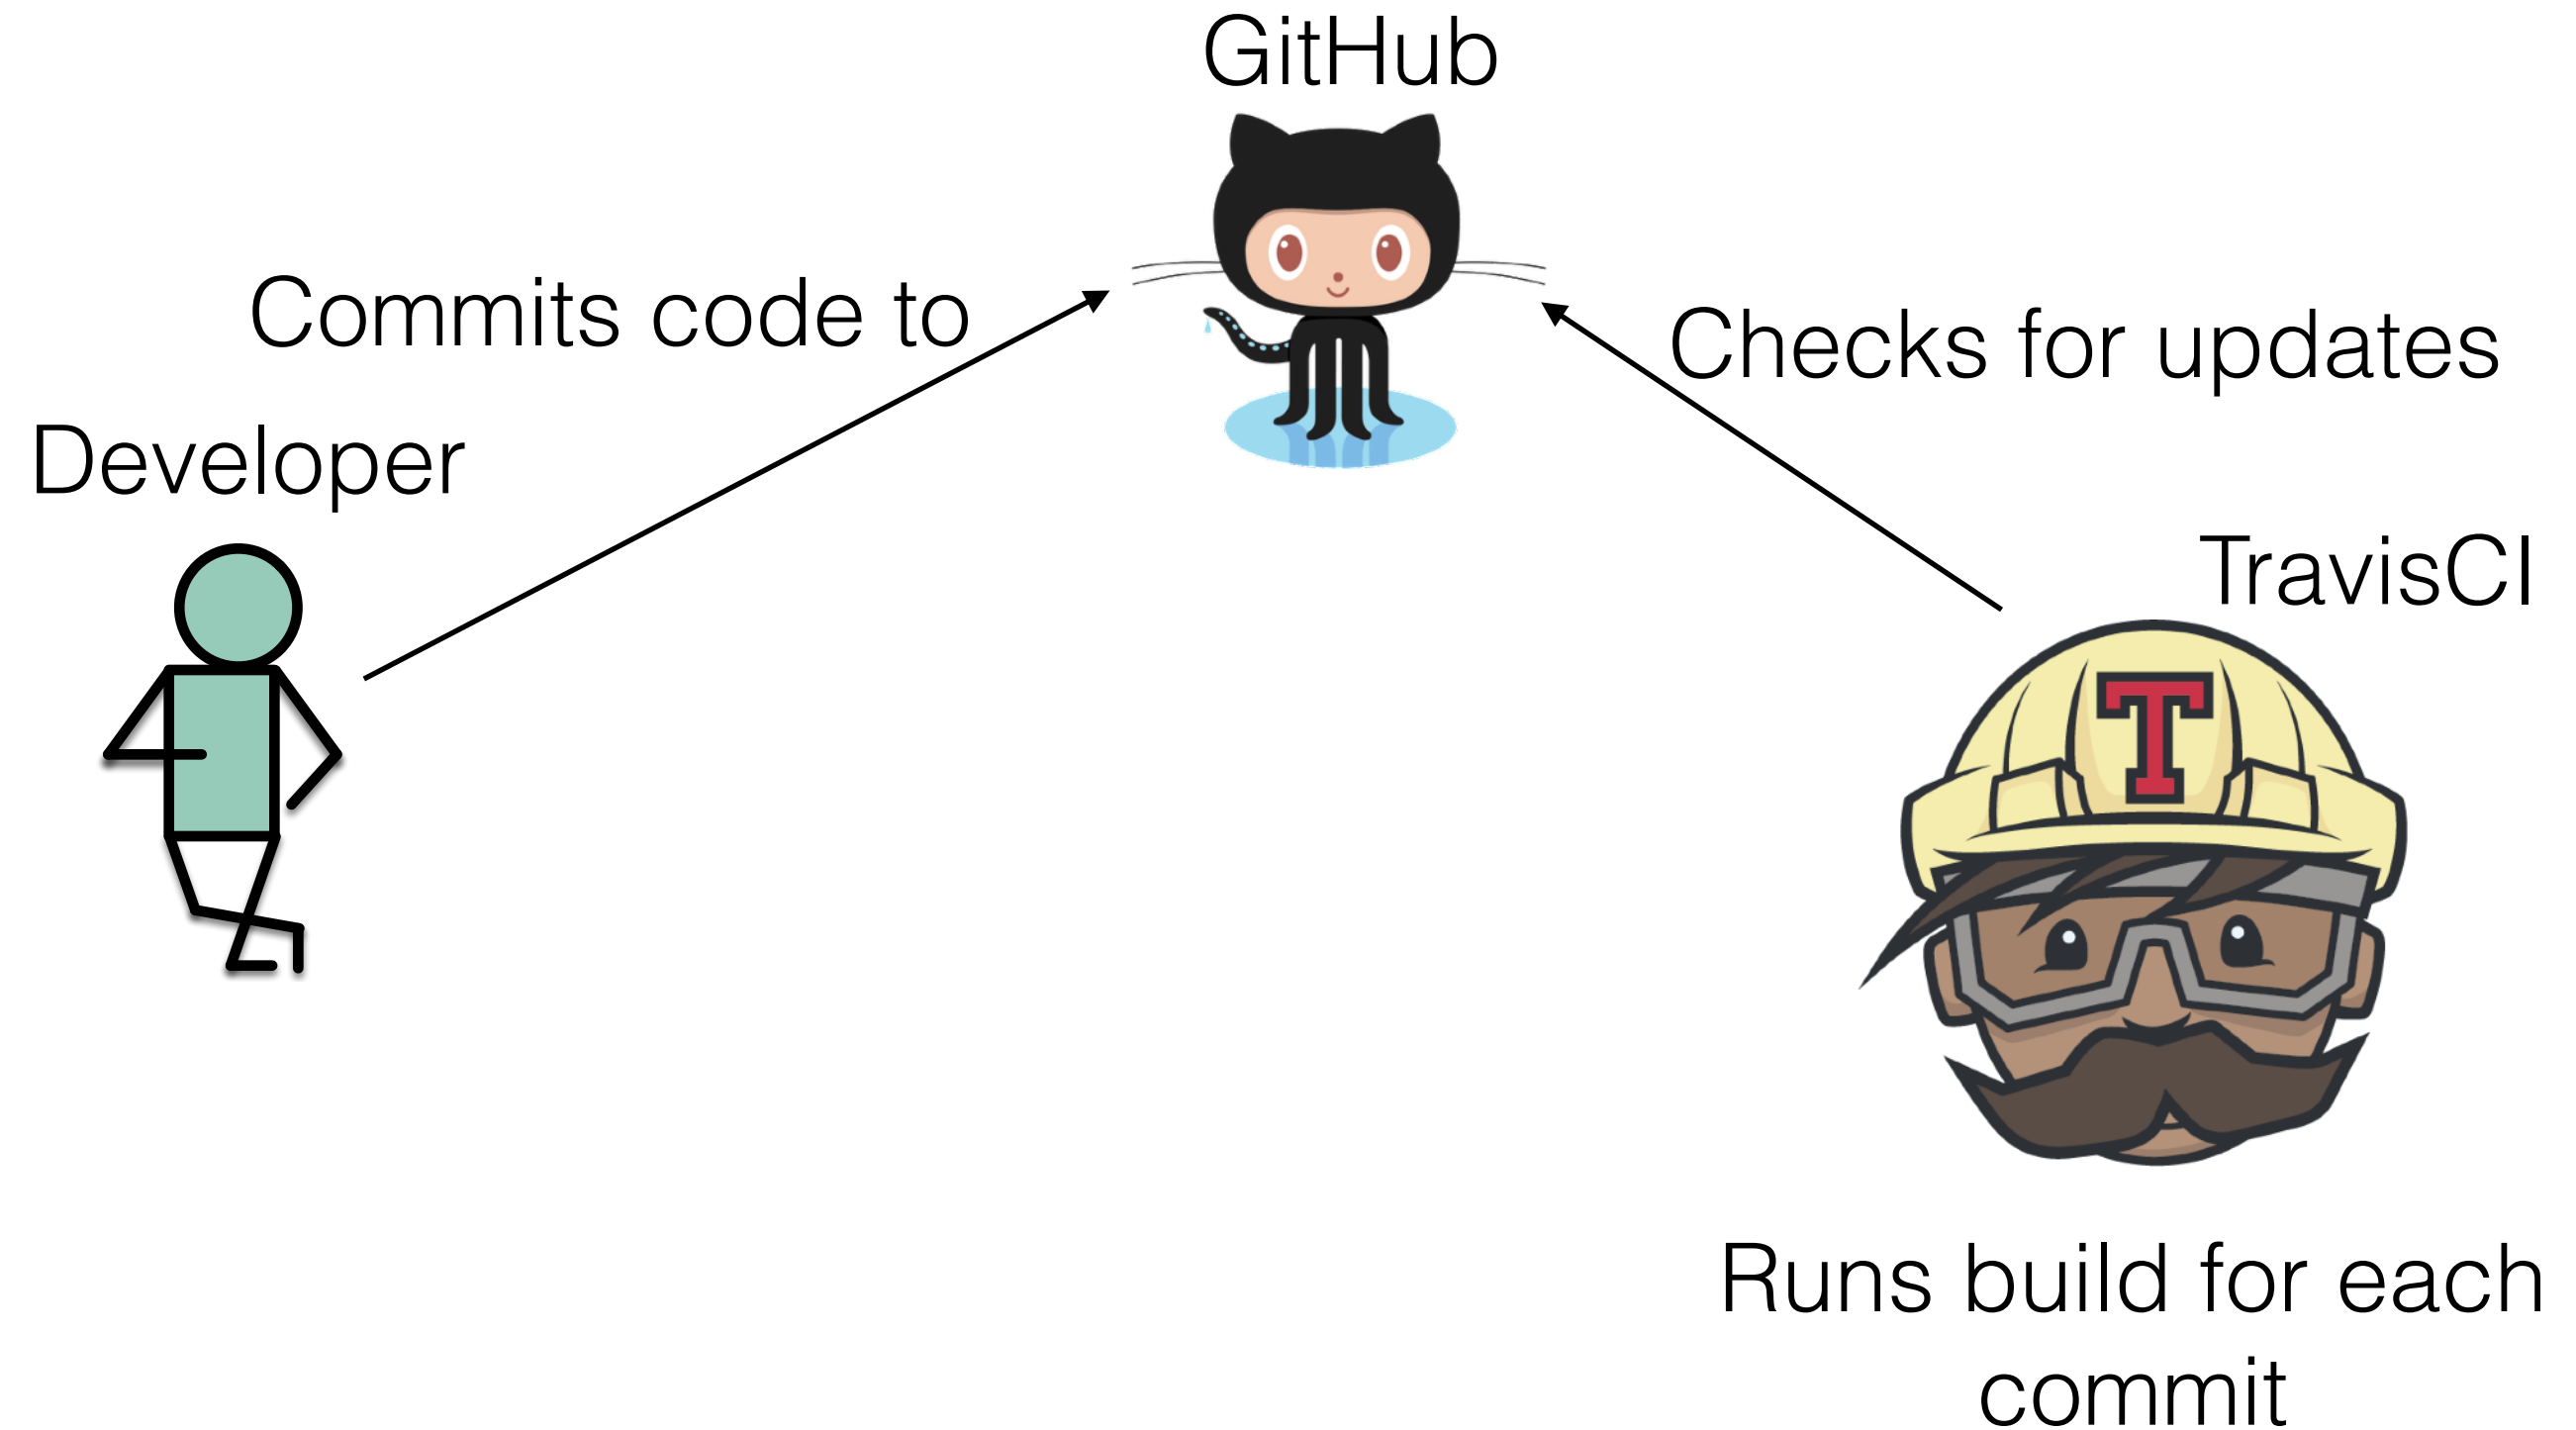 GitHub
Commits code to
Checks for updates
Developer
TravisCI
T
Runs build for each
commit